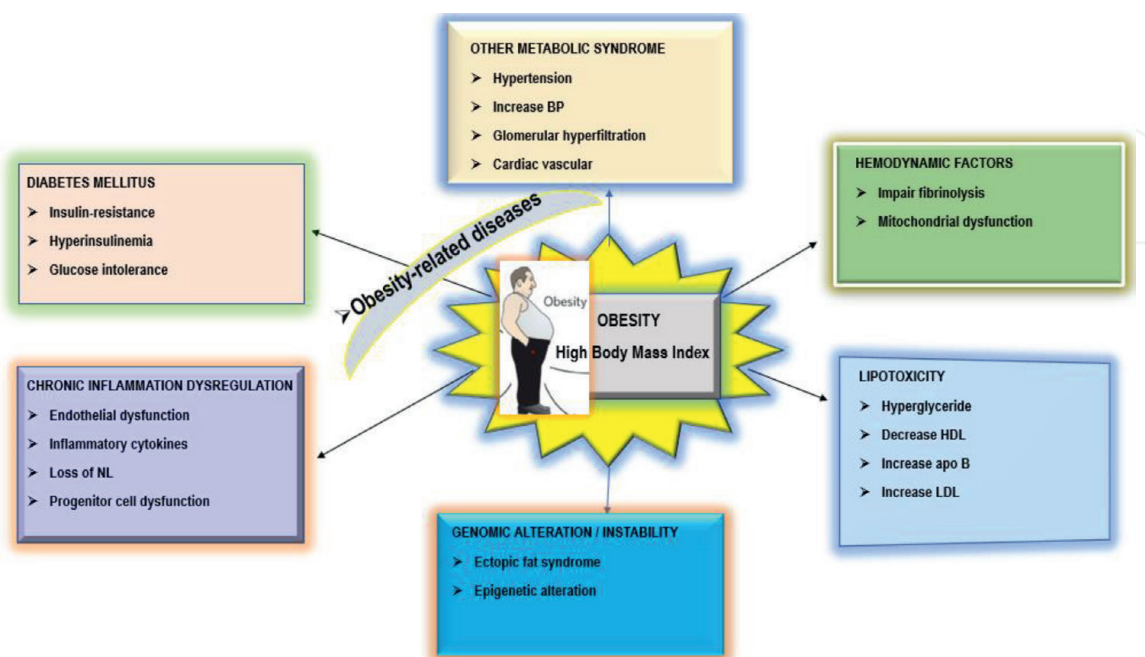 OTHER METABOLIC SYNDROME
➢ Hypertension
➢ Increase BP
➢ Glomerular hyperfiltration
➢ Cardiac vascular
DIABETES MELLITUS
➢ Insulin-resistance
➢ Hyperinsulinemia
➢ Glucose intolerance
➢ Obesity-related diseases
HEMODYNAMIC FACTORS
➢ Impair fibrinolysis
➢ Mitochondrial dysfunction
Obesity
OBESITY
High Body Mass Index
CHRONIC INFLAMMATION DYSREGULATION
➢ Endothelial dysfunction
➢ Inflammatory cytokines
➢ Loss of NL
➢ Progenitor cell dysfunction
LIPOTOXICITY
➢ Hyperglyceride
➢ Decrease HDL
➢ Increase apo B
➢ Increase LDL
GENOMIC ALTERATION / INSTABILITY
➢ Ectopic fat syndrome
➢ Epigenetic alteration